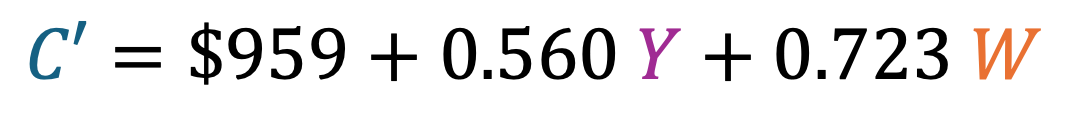 C′ = $959 + 0.560 Y + 0.723 W